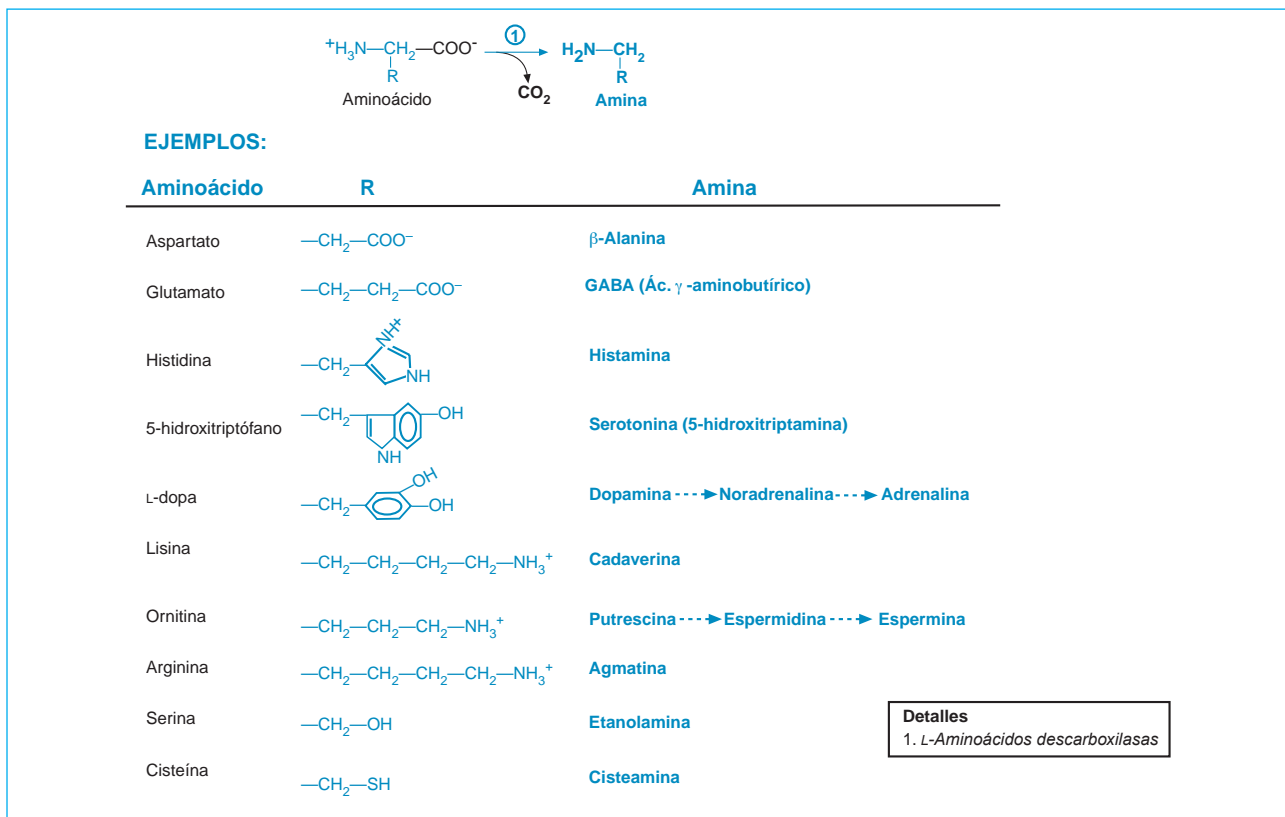 ①
⁺H₃N—CH₂—COO⁻ H₂N—CH₂
R R
Aminoácido CO₂ Amina
EJEMPLOS:
Aminoácido R Amina
Aspartato —CH₂—COO⁻ β-Alanina
Glutamato —CH₂—CH₂—COO⁻ GABA (Ác. γ -aminobutírico)
NH⁺
Histidina —CH₂ Histamina
NH
5-hidroxitriptófano —CH₂ OH Serotonina (5-hidroxitriptamina)
NH
OH
L-dopa —CH₂ OH Dopamina Noradrenalina Adrenalina
Lisina —CH₂—CH₂—CH₂—CH₂—NH₃⁺ Cadaverina
Ornitina —CH₂—CH₂—CH₂—NH₃⁺ Putrescina Espermidina Espermina
Arginina —CH₂—CH₂—CH₂—CH₂—NH₃⁺ Agmatina
Serina —CH₂—OH Etanolamina
Cisteína —CH₂—SH Cisteamina
Detalles
1. L-Aminoácidos descarboxilasas